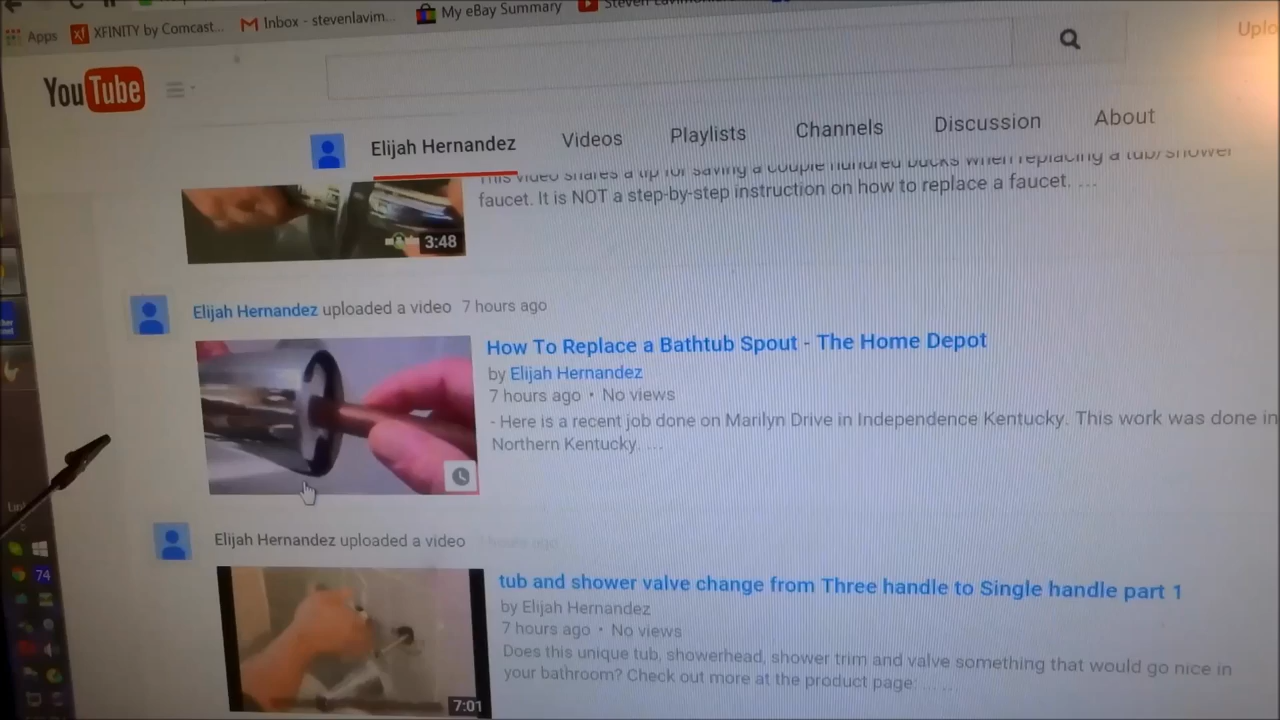 Apps XFINITY by Comcast... Inbox - stevenlavim... My eBay Summary
YouTube
Uplo
Elijah Hernandez Videos Playlists Channels Discussion About
This video shares a tip for saving a couple hundred bucks when replacing a tub/shower
faucet. It is NOT a step-by-step instruction on how to replace a faucet. ...
3:48
Elijah Hernandez uploaded a video 7 hours ago
How To Replace a Bathtub Spout - The Home Depot
by Elijah Hernandez
7 hours ago • No views
- Here is a recent job done on Marilyn Drive in Independence Kentucky. This work was done in
Northern Kentucky. ...
Elijah Hernandez uploaded a video
tub and shower valve change from Three handle to Single handle part 1
by Elijah Hernandez
7 hours ago • No views
Does this unique tub, showerhead, shower trim and valve something that would go nice in
your bathroom? Check out more at the product page: ... ...
7:01
74